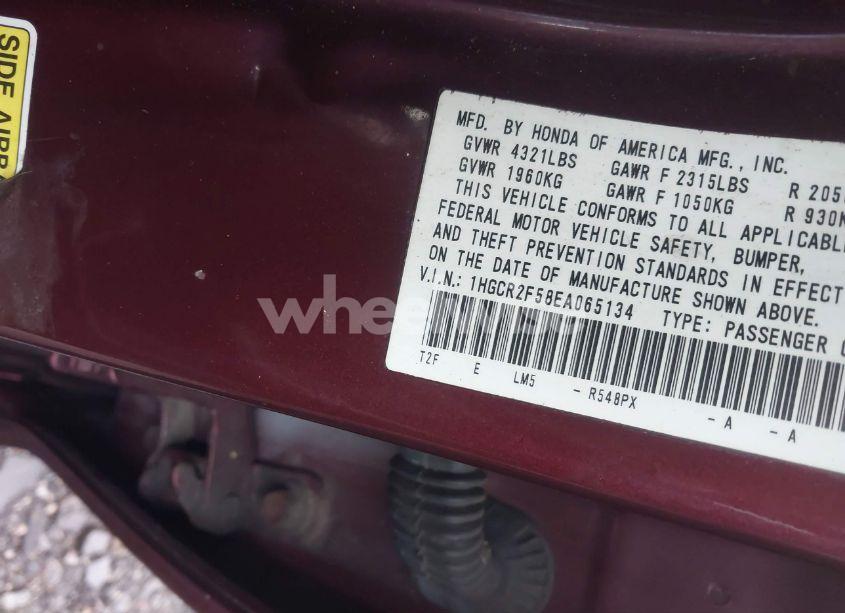 SIDE AIRB
MFD. BY HONDA OF AMERICA MFG., INC.
GVWR 4321LBS GAWR F 2315LBS R 205
GVWR 1960KG GAWR F 1050KG R 930K
THIS VEHICLE CONFORMS TO ALL APPLICABLE
FEDERAL MOTOR VEHICLE SAFETY, BUMPER,
AND THEFT PREVENTION STANDARDS IN EFFECT
ON THE DATE OF MANUFACTURE SHOWN ABOVE.
V.I.N.: 1HGCR2F58EA065134 TYPE: PASSENGER
T2F E LM5 - R548PX - A - A